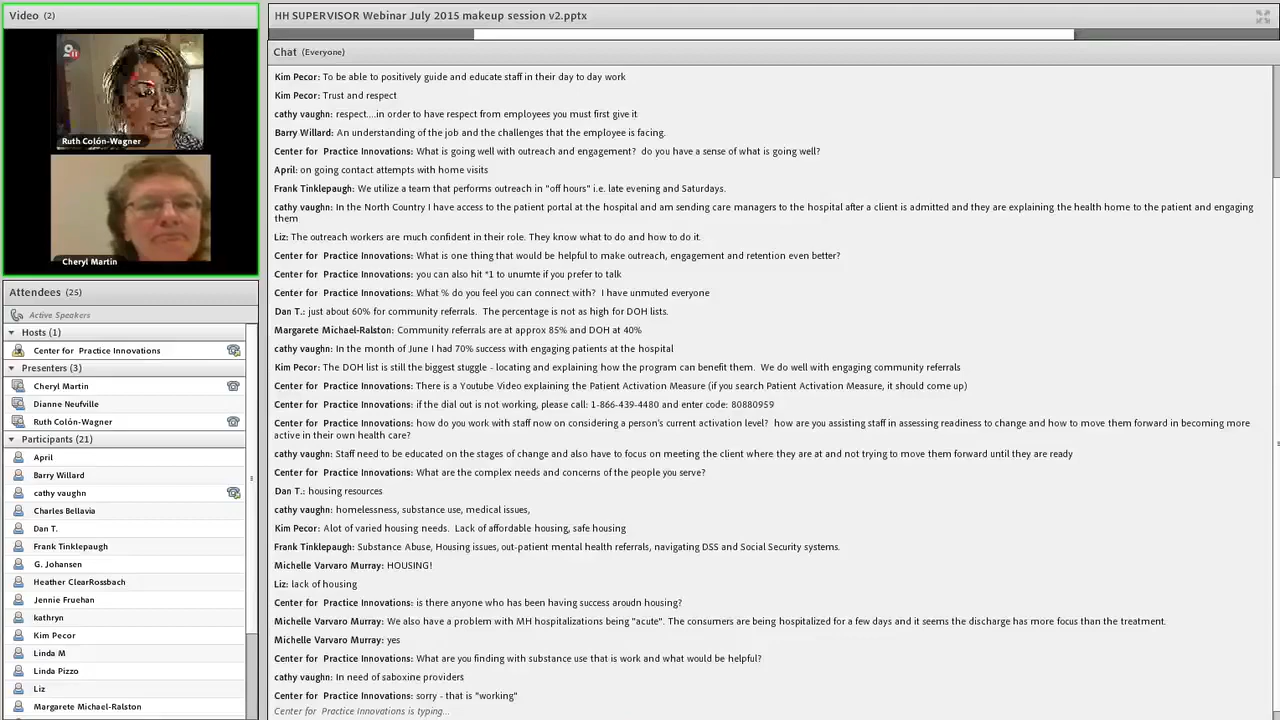 Video (2)
Ruth Colón-Wagner
Cheryl Martin
Attendees (25)
Active Speakers
Hosts (1)
Center for Practice Innovations
Presenters (3)
Cheryl Martin
Dianne Neufville
Ruth Colón-Wagner
Participants (21)
April
Barry Willard
cathy vaughn
Charles Bellavia
Dan T.
Frank Tinklepaugh
G. Johansen
Heather ClearRossbach
Jennie Fruehan
kathryn
Kim Pecor
Linda M
Linda Pizzo
Liz
Margarete Michael-Ralston
HH SUPERVISOR Webinar July 2015 makeup session v2.pptx
Chat (Everyone)
Kim Pecor: To be able to positively guide and educate staff in their day to day work
Kim Pecor: Trust and respect
cathy vaughn: respect....in order to have respect from employees you must first give it
Barry Willard: An understanding of the job and the challenges that the employee is facing.
Center for Practice Innovations: What is going well with outreach and engagement? do you have a sense of what is going well?
April: on going contact attempts with home visits
Frank Tinklepaugh: We utilize a team that performs outreach in "off hours" i.e. late evening and Saturdays.
cathy vaughn: In the North Country I have access to the patient portal at the hospital and am sending care managers to the hospital after a client is admitted and they are explaining the health home to the patient and engaging
them
Liz: The outreach workers are much confident in their role. They know what to do and how to do it.
Center for Practice Innovations: What is one thing that would be helpful to make outreach, engagement and retention even better?
Center for Practice Innovations: you can also hit *1 to unumte if you prefer to talk
Center for Practice Innovations: What % do you feel you can connect with? I have unmuted everyone
Dan T.: just about 60% for community referrals. The percentage is not as high for DOH lists.
Margarete Michael-Ralston: Community referrals are at approx 85% and DOH at 40%
cathy vaughn: In the month of June I had 70% success with engaging patients at the hospital
Kim Pecor: The DOH list is still the biggest stuggle - locating and explaining how the program can benefit them. We do well with engaging community referrals
Center for Practice Innovations: There is a Youtube Video explaining the Patient Activation Measure (if you search Patient Activation Measure, it should come up)
Center for Practice Innovations: if the dial out is not working, please call: 1-866-439-4480 and enter code: 80880959
Center for Practice Innovations: how do you work with staff now on considering a person's current activation level? how are you assisting staff in assessing readiness to change and how to move them forward in becoming more
active in their own health care?
cathy vaughn: Staff need to be educated on the stages of change and also have to focus on meeting the client where they are at and not trying to move them forward until they are ready
Center for Practice Innovations: What are the complex needs and concerns of the people you serve?
Dan T.: housing resources
cathy vaughn: homelessness, substance use, medical issues,
Kim Pecor: Alot of varied housing needs. Lack of affordable housing, safe housing
Frank Tinklepaugh: Substance Abuse, Housing issues, out-patient mental health referrals, navigating DSS and Social Security systems.
Michelle Varvaro Murray: HOUSING!
Liz: lack of housing
Center for Practice Innovations: is there anyone who has been having success aroudn housing?
Michelle Varvaro Murray: We also have a problem with MH hospitalizations being "acute". The consumers are being hospitalized for a few days and it seems the discharge has more focus than the treatment.
Michelle Varvaro Murray: yes
Center for Practice Innovations: What are you finding with substance use that is work and what would be helpful?
cathy vaughn: In need of saboxine providers
Center for Practice Innovations: sorry - that is "working"
Center for Practice Innovations is typing...